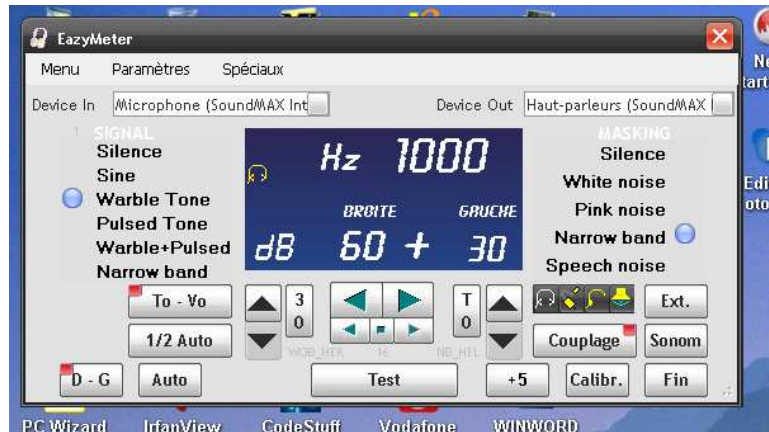 EazyMeter
Menu Paramètres Spéciaux
Device In Microphone (SoundMAX Int Device Out Haut-parleurs (SoundMAX
SIGNAL
Silence
Sine
Warble Tone
Pulsed Tone
Warble+Pulsed
Narrow band
Hz 1000
DROITE GAUCHE
dB 60 + 30
MASKING
Silence
White noise
Pink noise
Narrow band
Speech noise
To - Vo 3 0 T 0 Ext.
1/2 Auto WOB_HER 16 NB_HEL Couplage Sonom
D - G Auto Test +5 Calibr. Fin
PC Wizard IrfanView CodeStuff Vodafone WINWORD